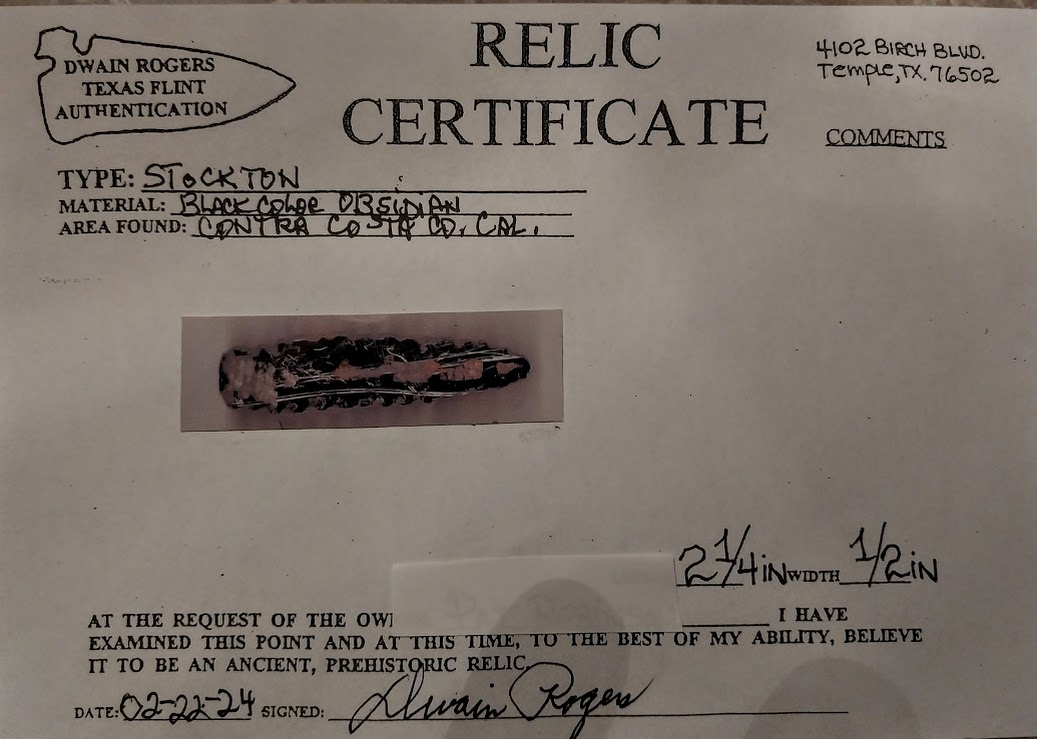 DWAIN ROGERS
TEXAS FLINT
AUTHENTICATION
RELIC
CERTIFICATE
4102 BIRCH BLVD.
Temple, TX. 76502
COMMENTS
TYPE: STOCKTON
MATERIAL: BLACK COLOR OBSIDIAN
AREA FOUND: CONTRA COSTA CO, CAL.
2 1/4 iN WIDTH 1/2 iN
AT THE REQUEST OF THE OW I HAVE
EXAMINED THIS POINT AND AT THIS TIME, TO THE BEST OF MY ABILITY, BELIEVE
IT TO BE AN ANCIENT, PREHISTORIC RELIC.
DATE: 02-22-24 SIGNED: Dwain Rogers